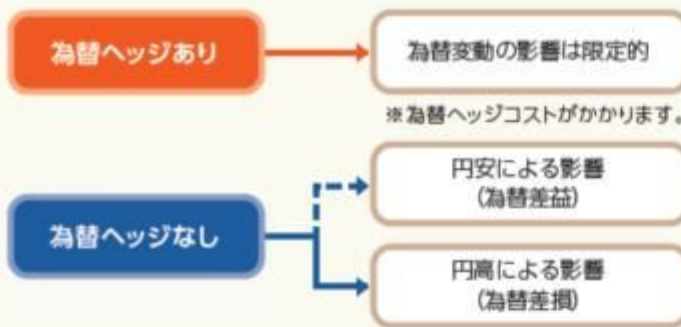 為替ヘッジあり
為替変動の影響は限定的
※為替ヘッジコストがかかります。
為替ヘッジなし
円安による影響
(為替差益)
円高による影響
(為替差損)